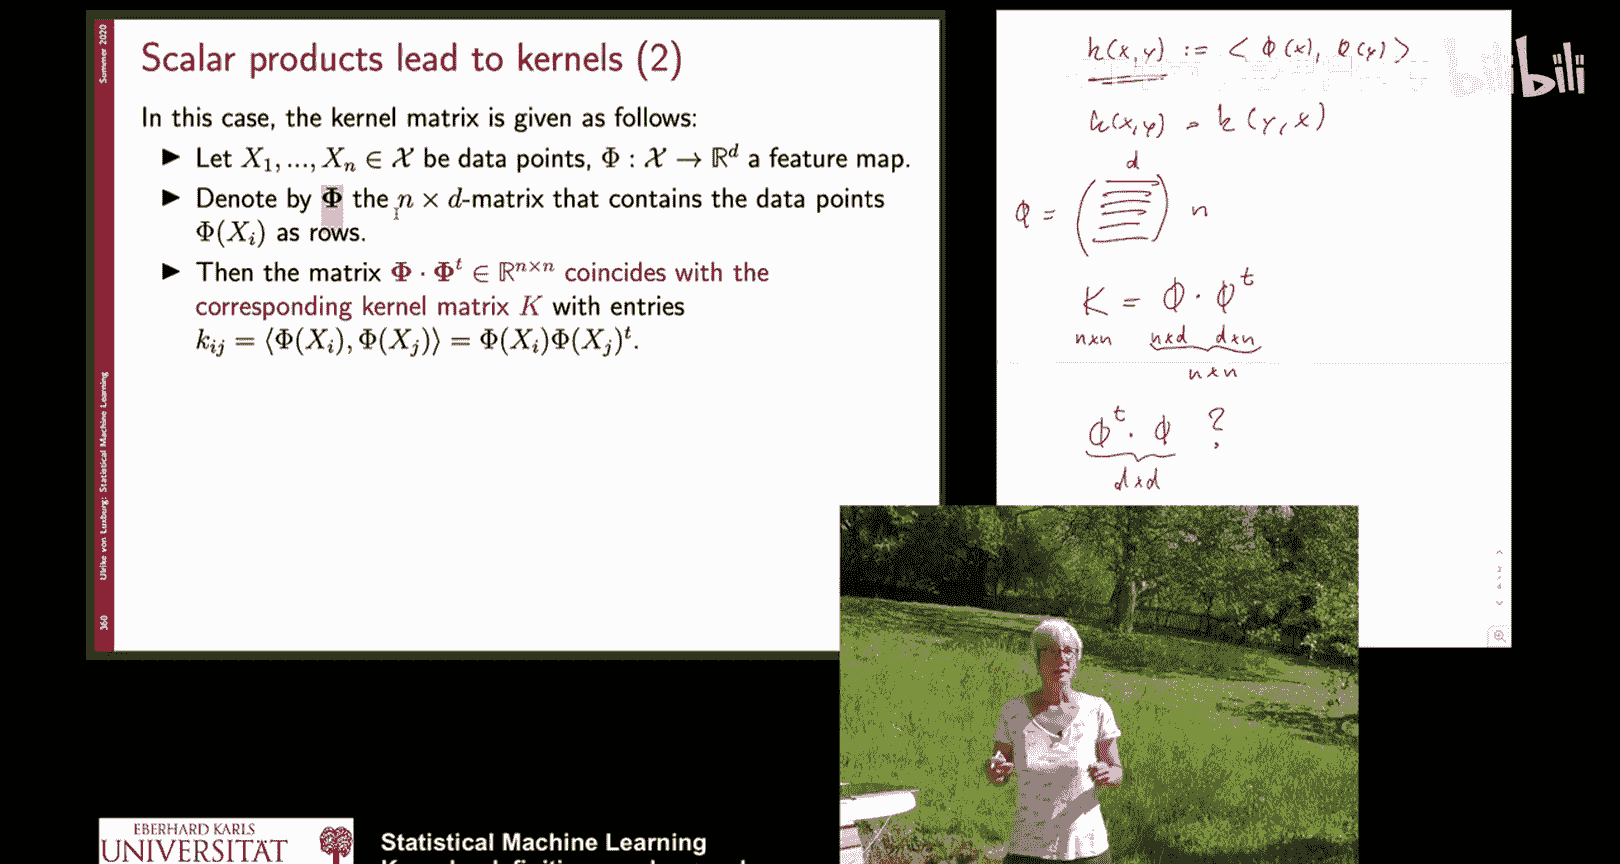 Summer 2020
Scalar products lead to kernels (2)
In this case, the kernel matrix is given as follows:
▶ Let X₁, ..., Xₙ ∈ 𝒳 be data points, Φ : 𝒳 → ℝᵈ a feature map.
▶ Denote by 𝚽 the n × d-matrix that contains the data points
Φ(Xᵢ) as rows.
▶ Then the matrix 𝚽 · 𝚽ᵗ ∈ ℝⁿˣⁿ coincides with the
corresponding kernel matrix K with entries
kᵢⱼ = ⟨Φ(Xᵢ), Φ(Xⱼ)⟩ = Φ(Xᵢ)Φ(Xⱼ)ᵗ.
Ulrike von Luxburg: Statistical Machine Learning
360
k(x,y) := < Φ(x), Φ(y) >
k(x,y) = k(y,x)
d
Φ = ( ) n
K = Φ · Φᵗ
n×n n×d d×n
n×n
Φᵗ · Φ ?
d×d
bilibili
EBERHARD KARLS
UNIVERSITÄT
Statistical Machine Learning